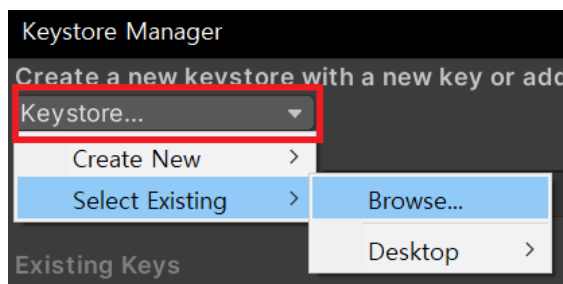 Keystore Manager
Create a new keystore with a new key or add
Keystore...
Create New
Select Existing
Browse...
Desktop
Existing Keys